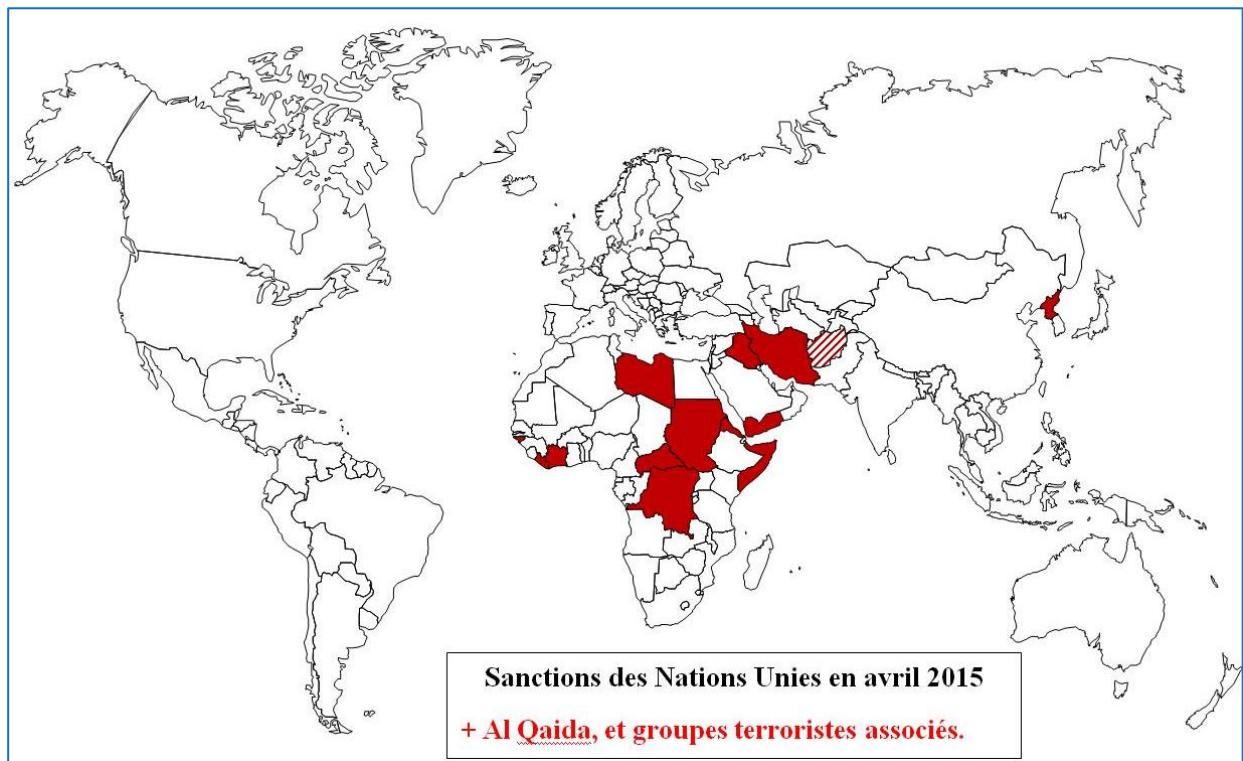 Sanctions des Nations Unies en avril 2015
+ Al Qaida, et groupes terroristes associés.